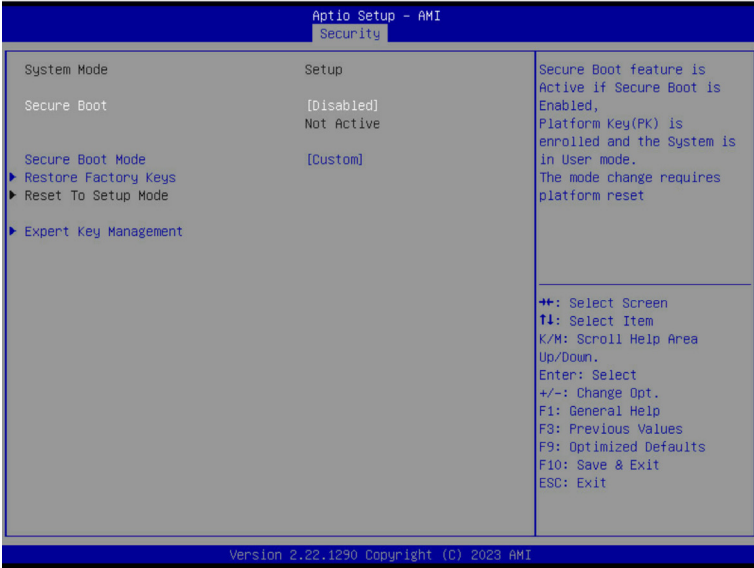 Aptio Setup - AMI
Security
System Mode Setup
Secure Boot [Disabled]
Not Active
Secure Boot Mode [Custom]
Restore Factory Keys
Reset To Setup Mode
Expert Key Management
Secure Boot feature is
Active if Secure Boot is
Enabled,
Platform Key(PK) is
enrolled and the System is
in User mode.
The mode change requires
platform reset
→←: Select Screen
↑↓: Select Item
K/M: Scroll Help Area
Up/Down.
Enter: Select
+/-: Change Opt.
F1: General Help
F3: Previous Values
F9: Optimized Defaults
F10: Save & Exit
ESC: Exit
Version 2.22.1290 Copyright (C) 2023 AMI